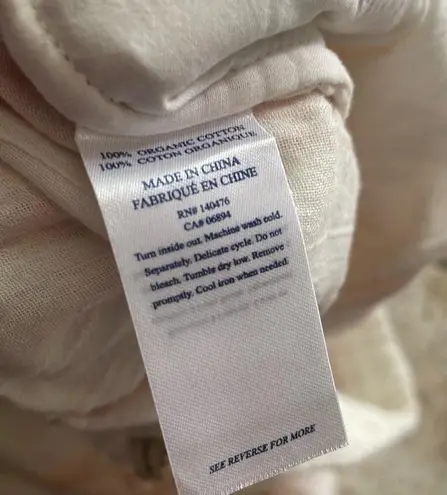 100% ORGANIC COTTON
100% COTON ORGANIQUE
MADE IN CHINA
FABRIQUÉ EN CHINE
RN# 140476
CA# 06894
Turn inside out. Machine wash cold.
Separately. Delicate cycle. Do not
bleach. Tumble dry low. Remove
promptly. Cool iron when needed.
SEE REVERSE FOR MORE